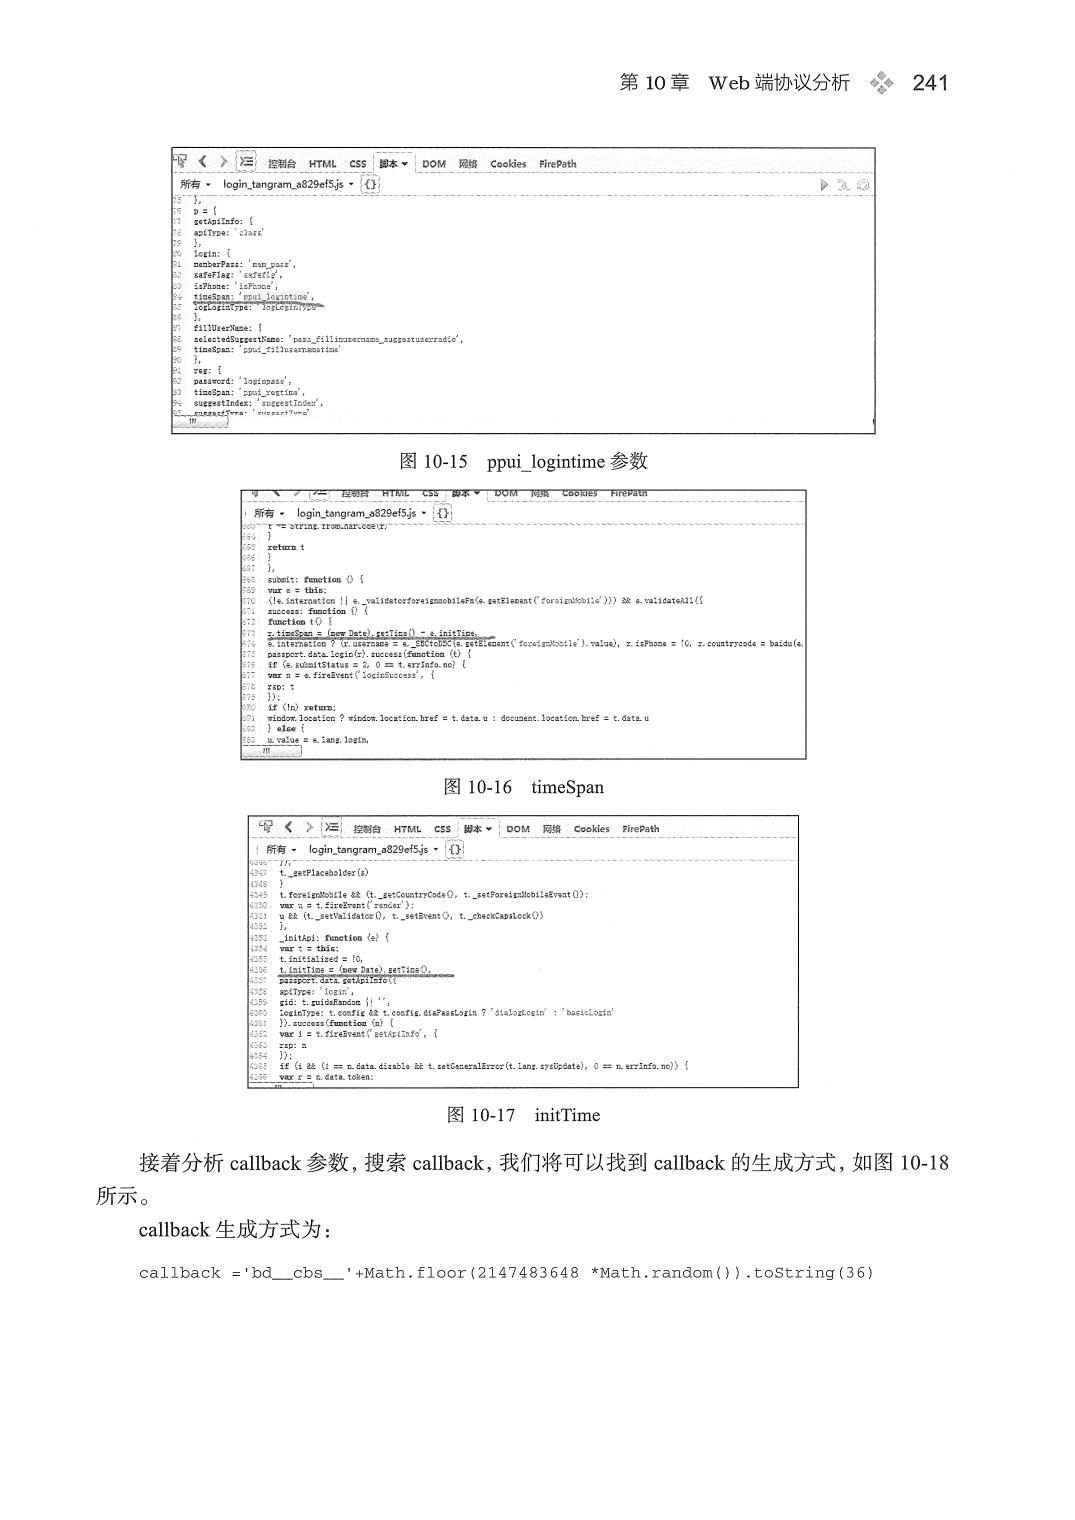 第 10 章 Web 端协议分析 241
控制台 HTML CSS 脚本 DOM 网络 Cookies FirePath
所有 login_tangram_a829ef5.js {}
75 },
76 p = {
77 getApiInfo: {
78 apiType: 'class'
79 },
80 login: {
81 memberPass: 'mem_pass',
82 safeFlag: 'safeflg',
83 isPhone: 'isPhone',
84 timeSpan: 'ppui_logintime',
85 logLoginType: 'logLoginType'
86 },
87 fillUserName: {
88 selectedSuggestName: 'pass_fillinusername_suggestuserradio',
89 timeSpan: 'ppui_fillusernametime'
90 },
91 reg: {
92 password: 'loginpass',
93 timeSpan: 'ppui_regtime',
94 suggestIndex: 'suggestIndex',
95 suggestType: 'suggestType'
图 10-15 ppui_logintime 参数
控制台 HTML CSS 脚本 DOM 网络 Cookies FirePath
所有 login_tangram_a829ef5.js {}
664 }
665 return t
666 }
667 },
668 submit: function () {
669 var e = this;
670 (!e.internation || e._validatorforeignmobileFn(e.getElement('foreignMobile'))) && e.validateAll({
671 success: function () {
672 function t() {
673 r.timeSpan = (new Date).getTime() - e.initTime,
674 e.internation ? (r.username = e._SBCtoDBC(e.getElement('foreignMobile').value), r.isPhone = !0, r.countrycode = baidu(e.
675 passport.data.login(r).success(function (t) {
676 if (e.submitStatus = 2, 0 == t.errInfo.no) {
677 var n = e.fireEvent('loginSuccess', {
678 rsp: t
679 });
680 if (!n) return;
681 window.location ? window.location.href = t.data.u : document.location.href = t.data.u
682 } else {
683 u.value = e.lang.login,
图 10-16 timeSpan
控制台 HTML CSS 脚本 DOM 网络 Cookies FirePath
所有 login_tangram_a829ef5.js {}
4346 }),
4347 t._getPlaceholder(s)
4348 }
4349 t.foreignMobile && (t._getCountryCode(), t._setForeignMobileEvent());
4350 var u = t.fireEvent('render');
4351 u && (t._setValidator(), t._setEvent(), t._checkCapsLock())
4352 },
4353 _initApi: function (e) {
4354 var t = this;
4355 t.initialized = !0,
4356 t.initTime = (new Date).getTime(),
4357 passport.data.getApiInfo({
4358 apiType: 'login',
4359 gid: t.guideRandom || '',
4360 loginType: t.config && t.config.diaPassLogin ? 'dialogLogin' : 'basicLogin'
4361 }).success(function (n) {
4362 var i = t.fireEvent('getApiInfo', {
4363 rsp: n
4364 });
4365 if (i && (1 == n.data.disable && t.setGeneralError(t.lang.sysUpdate), 0 == n.errInfo.no)) {
4366 var r = n.data.token;
图 10-17 initTime
接着分析 callback 参数，搜索 callback，我们将可以找到 callback 的生成方式，如图 10-18
所示。
callback 生成方式为：
callback ='bd__cbs__'+Math.floor(2147483648 *Math.random()).toString(36)